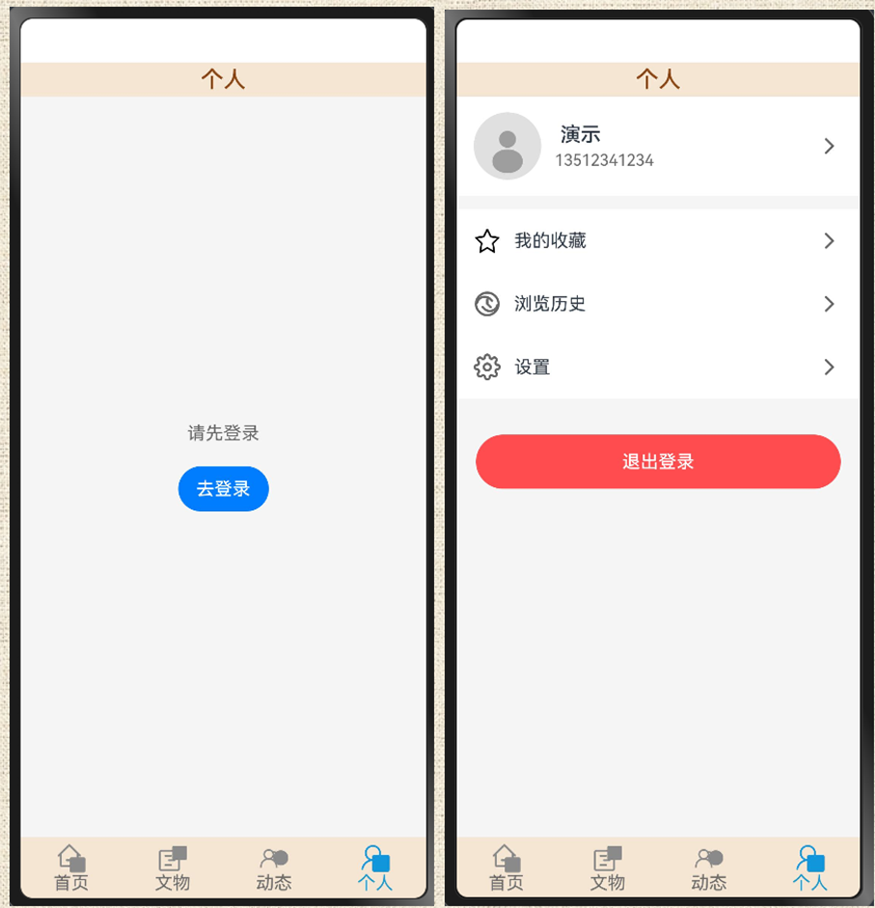 个人
请先登录
去登录
首页 文物 动态 个人
个人
演示
13512341234
我的收藏
浏览历史
设置
退出登录
首页 文物 动态 个人